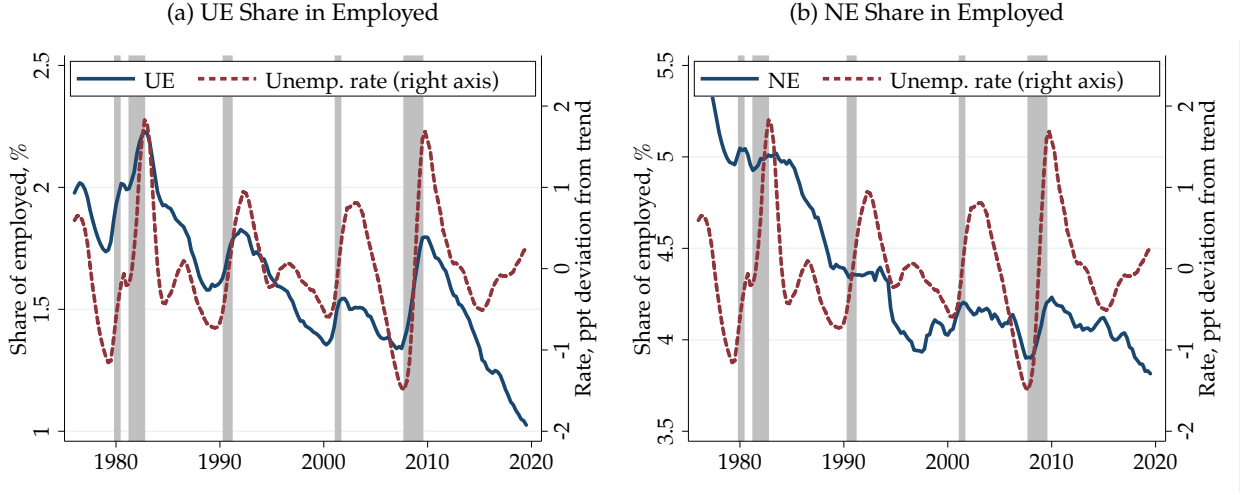 (a) UE Share in Employed
UE
Unemp. rate (right axis)
Share of employed, %
2.5
2
1.5
1
Rate, ppt deviation from trend
2
1
0
-1
-2
1980
1990
2000
2010
2020
(b) NE Share in Employed
NE
Unemp. rate (right axis)
Share of employed, %
5.5
5
4.5
4
3.5
Rate, ppt deviation from trend
2
1
0
-1
-2
1980
1990
2000
2010
2020